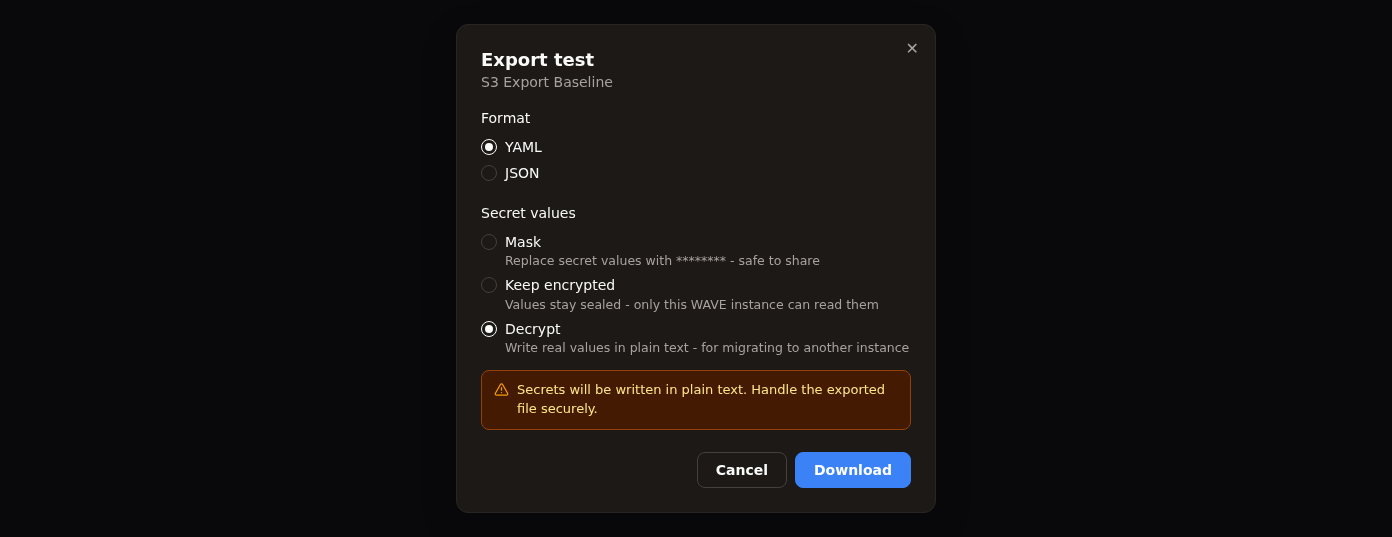 Export test
S3 Export Baseline
Format
YAML
JSON
Secret values
Mask
Replace secret values with ******** - safe to share
Keep encrypted
Values stay sealed - only this WAVE instance can read them
Decrypt
Write real values in plain text - for migrating to another instance
Secrets will be written in plain text. Handle the exported
file securely.
Cancel Download